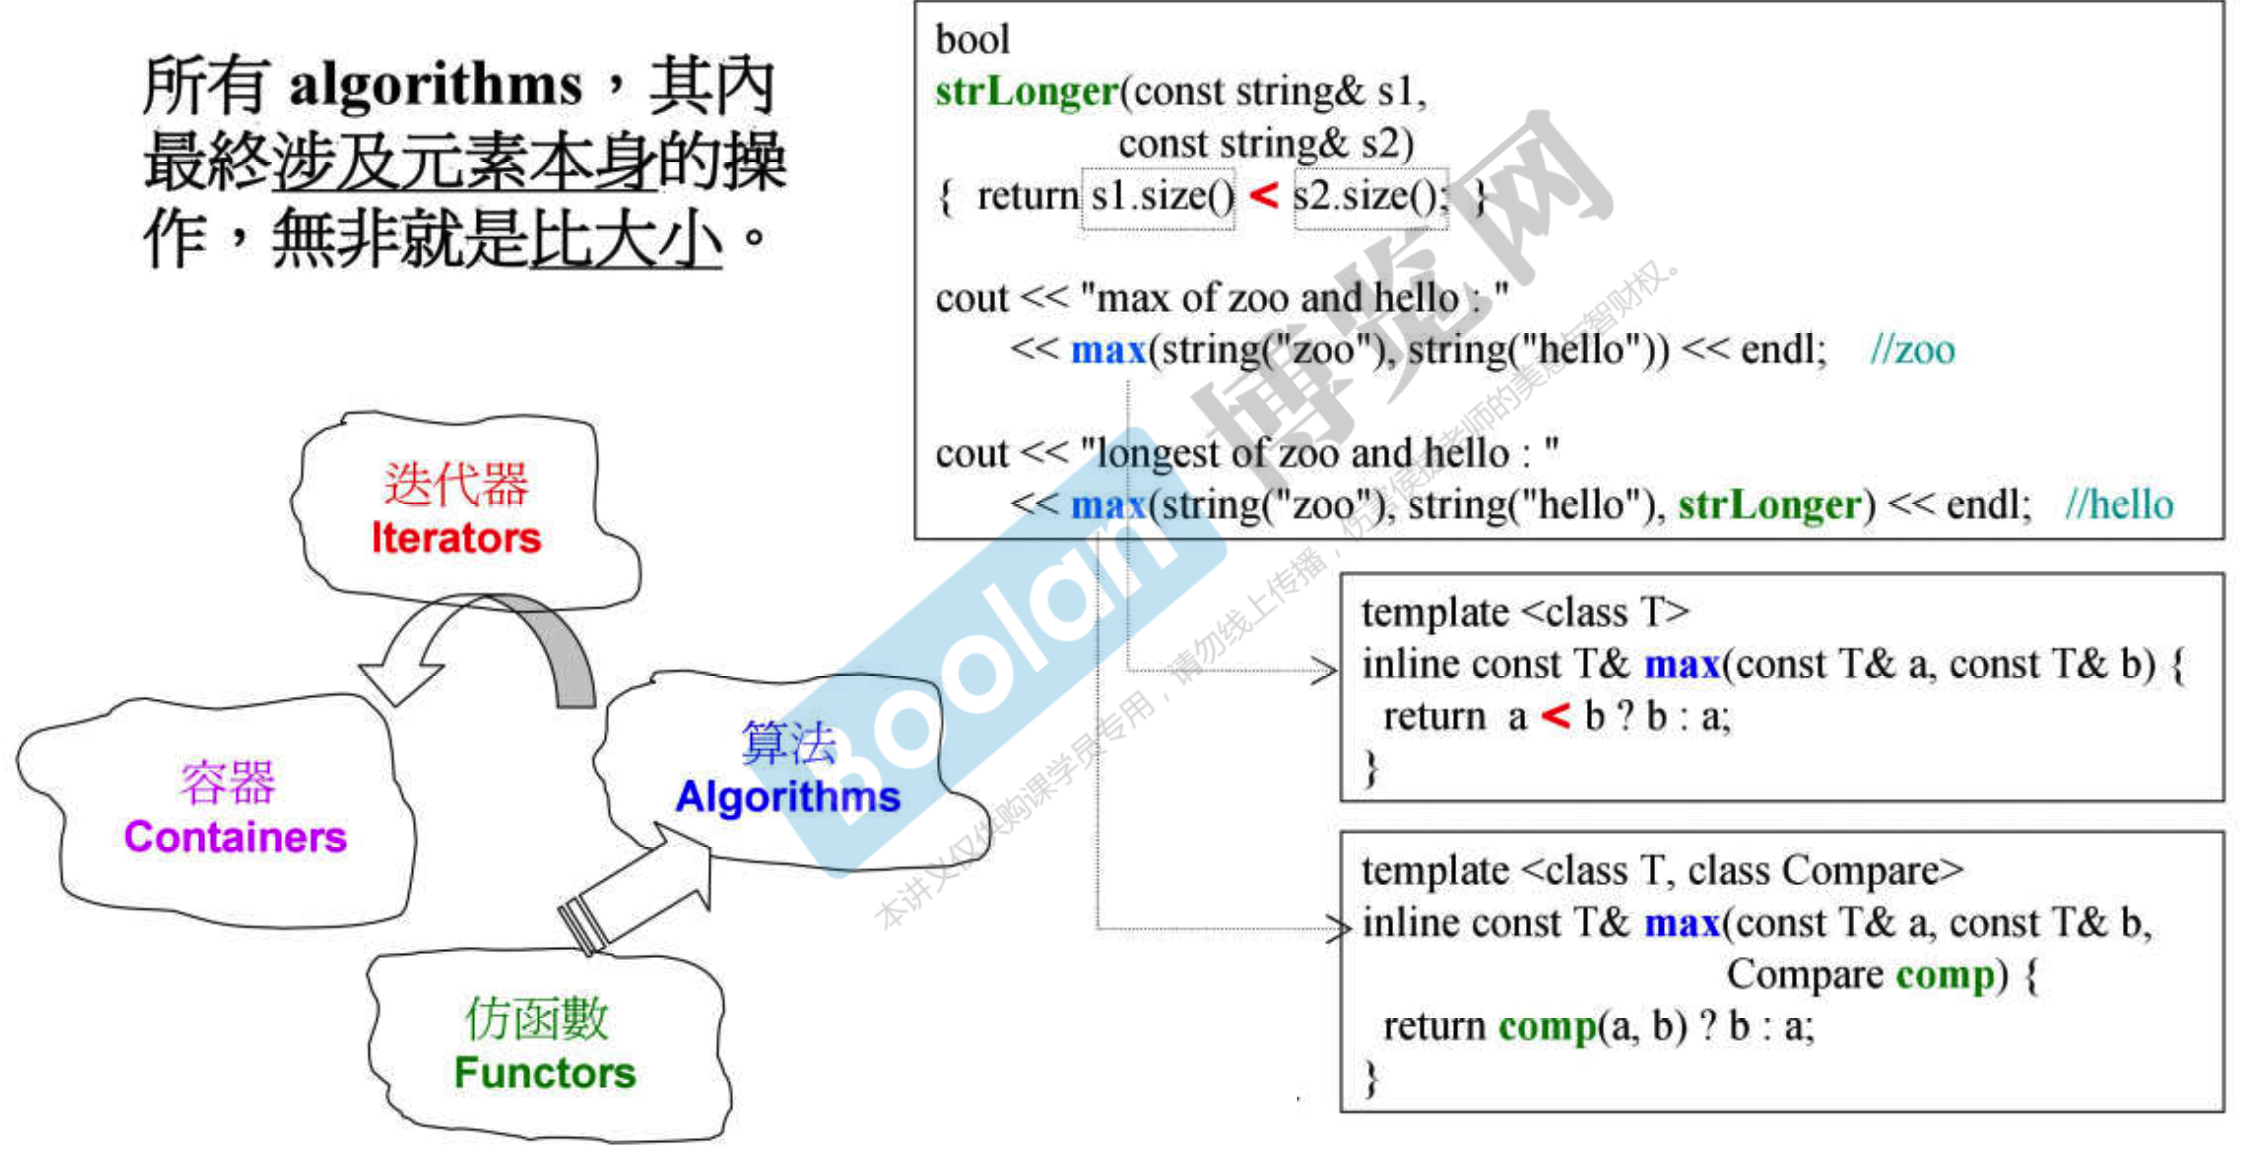 所有 algorithms，其內
最終涉及元素本身的操
作，無非就是比大小。
bool
strLonger(const string& s1,
const string& s2)
{ return s1.size() < s2.size(); }
cout << "max of zoo and hello : "
<< max(string("zoo"), string("hello")) << endl; //zoo
cout << "longest of zoo and hello : "
<< max(string("zoo"), string("hello"), strLonger) << endl; //hello
迭代器
Iterators
容器
Containers
算法
Algorithms
仿函數
Functors
template <class T>
inline const T& max(const T& a, const T& b) {
return a < b ? b : a;
}
template <class T, class Compare>
inline const T& max(const T& a, const T& b,
Compare comp) {
return comp(a, b) ? b : a;
}
Boolan
博览网
本讲义仅供购课学员专用，请勿线上传播，伤害侯捷老师的美意与智财权。